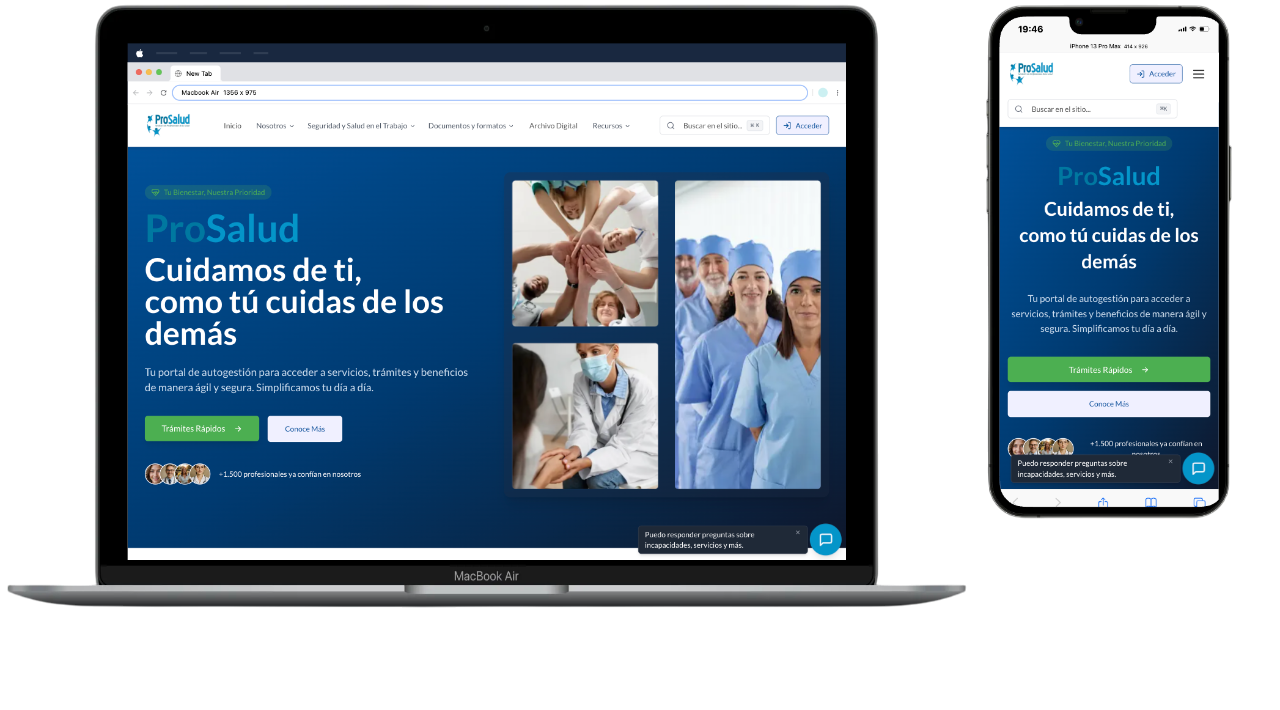 New Tab
Macbook Air 1356 x 975
ProSalud
Inicio
Nosotros
Seguridad y Salud en el Trabajo
Documentos y formatos
Archivo Digital
Recursos
Buscar en el sitio...
⌘ K
Acceder
Tu Bienestar, Nuestra Prioridad
ProSalud
Cuidamos de ti,
como tú cuidas de los
demás
Tu portal de autogestión para acceder a servicios, trámites y beneficios
de manera ágil y segura. Simplificamos tu día a día.
Trámites Rápidos →
Conoce Más
+1.500 profesionales ya confían en nosotros
Puedo responder preguntas sobre
incapacidades, servicios y más.
MacBook Air
19:46
iPhone 13 Pro Max 414 x 826
ProSalud
Acceder
Buscar en el sitio...
⌘K
Tu Bienestar, Nuestra Prioridad
ProSalud
Cuidamos de ti,
como tú cuidas de los
demás
Tu portal de autogestión para acceder a
servicios, trámites y beneficios de manera ágil y
segura. Simplificamos tu día a día.
Trámites Rápidos →
Conoce Más
+1.500 profesionales ya confían en
Puedo responder preguntas sobre
incapacidades, servicios y más.